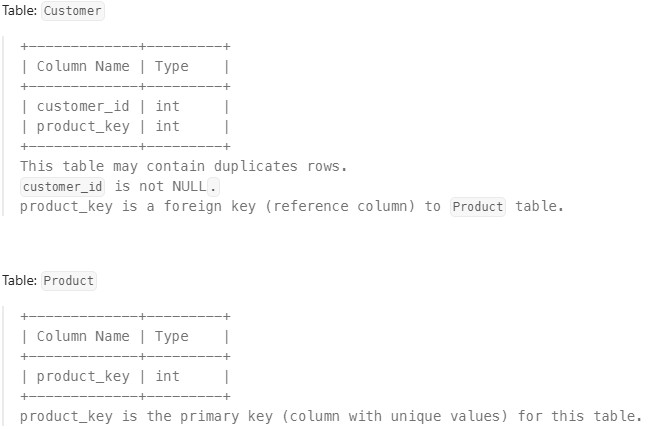 Table: Customer
+-------------+---------+
| Column Name | Type    |
+-------------+---------+
| customer_id | int     |
| product_key | int     |
+-------------+---------+
This table may contain duplicates rows.
customer_id is not NULL.
product_key is a foreign key (reference column) to Product table.
Table: Product
+-------------+---------+
| Column Name | Type    |
+-------------+---------+
| product_key | int     |
+-------------+---------+
product_key is the primary key (column with unique values) for this table.